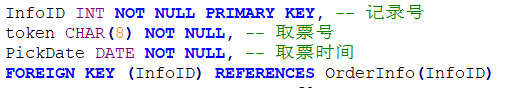 InfoID INT NOT NULL PRIMARY KEY, -- 记录号
token CHAR(8) NOT NULL, -- 取票号
PickDate DATE NOT NULL, -- 取票时间
FOREIGN KEY (InfoID) REFERENCES OrderInfo(InfoID)